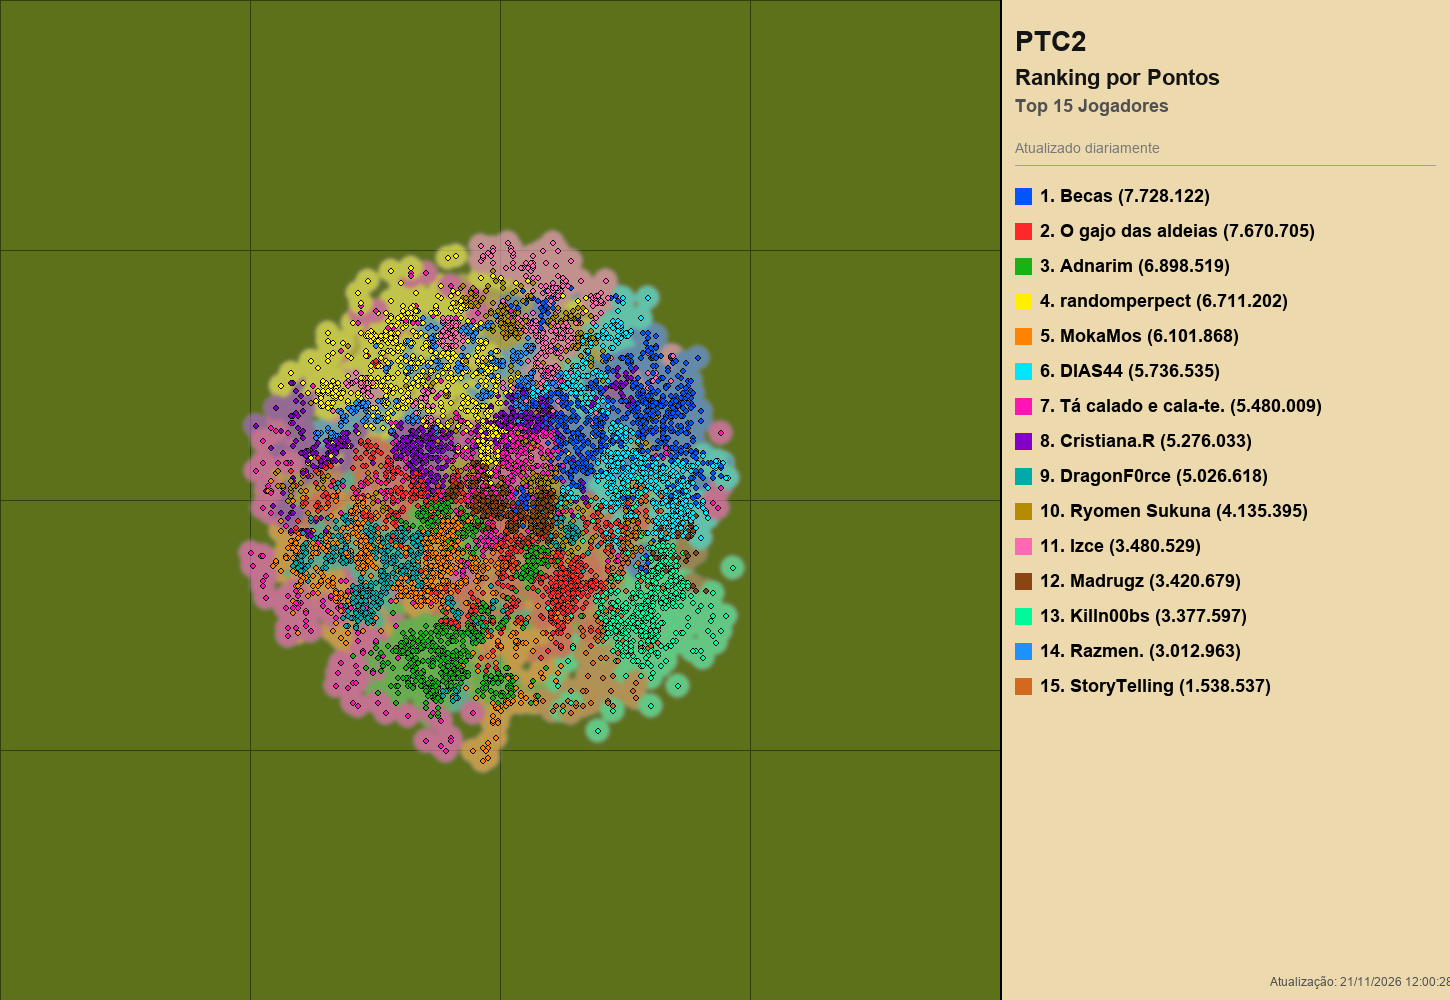 PTC2
Ranking por Pontos
Top 15 Jogadores
Atualizado diariamente
1. Becas (7.728.122)
2. O gajo das aldeias (7.670.705)
3. Adnarim (6.898.519)
4. randomperpect (6.711.202)
5. MokaMos (6.101.868)
6. DIAS44 (5.736.535)
7. Tá calado e cala-te. (5.480.009)
8. Cristiana.R (5.276.033)
9. DragonF0rce (5.026.618)
10. Ryomen Sukuna (4.135.395)
11. Izce (3.480.529)
12. Madrugz (3.420.679)
13. Killn00bs (3.377.597)
14. Razmen. (3.012.963)
15. StoryTelling (1.538.537)
Atualização: 21/11/2026 12:00:28